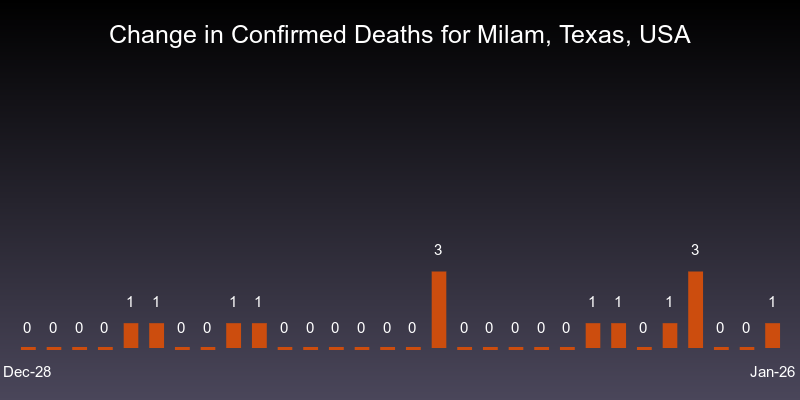 Change in Confirmed Deaths for Milam, Texas, USA
3 3
1 1 1 1 1 1 1 1
0 0 0 0 0 0 0 0 0 0 0 0 0 0 0 0 0 0 0 0
Dec-28 Jan-26